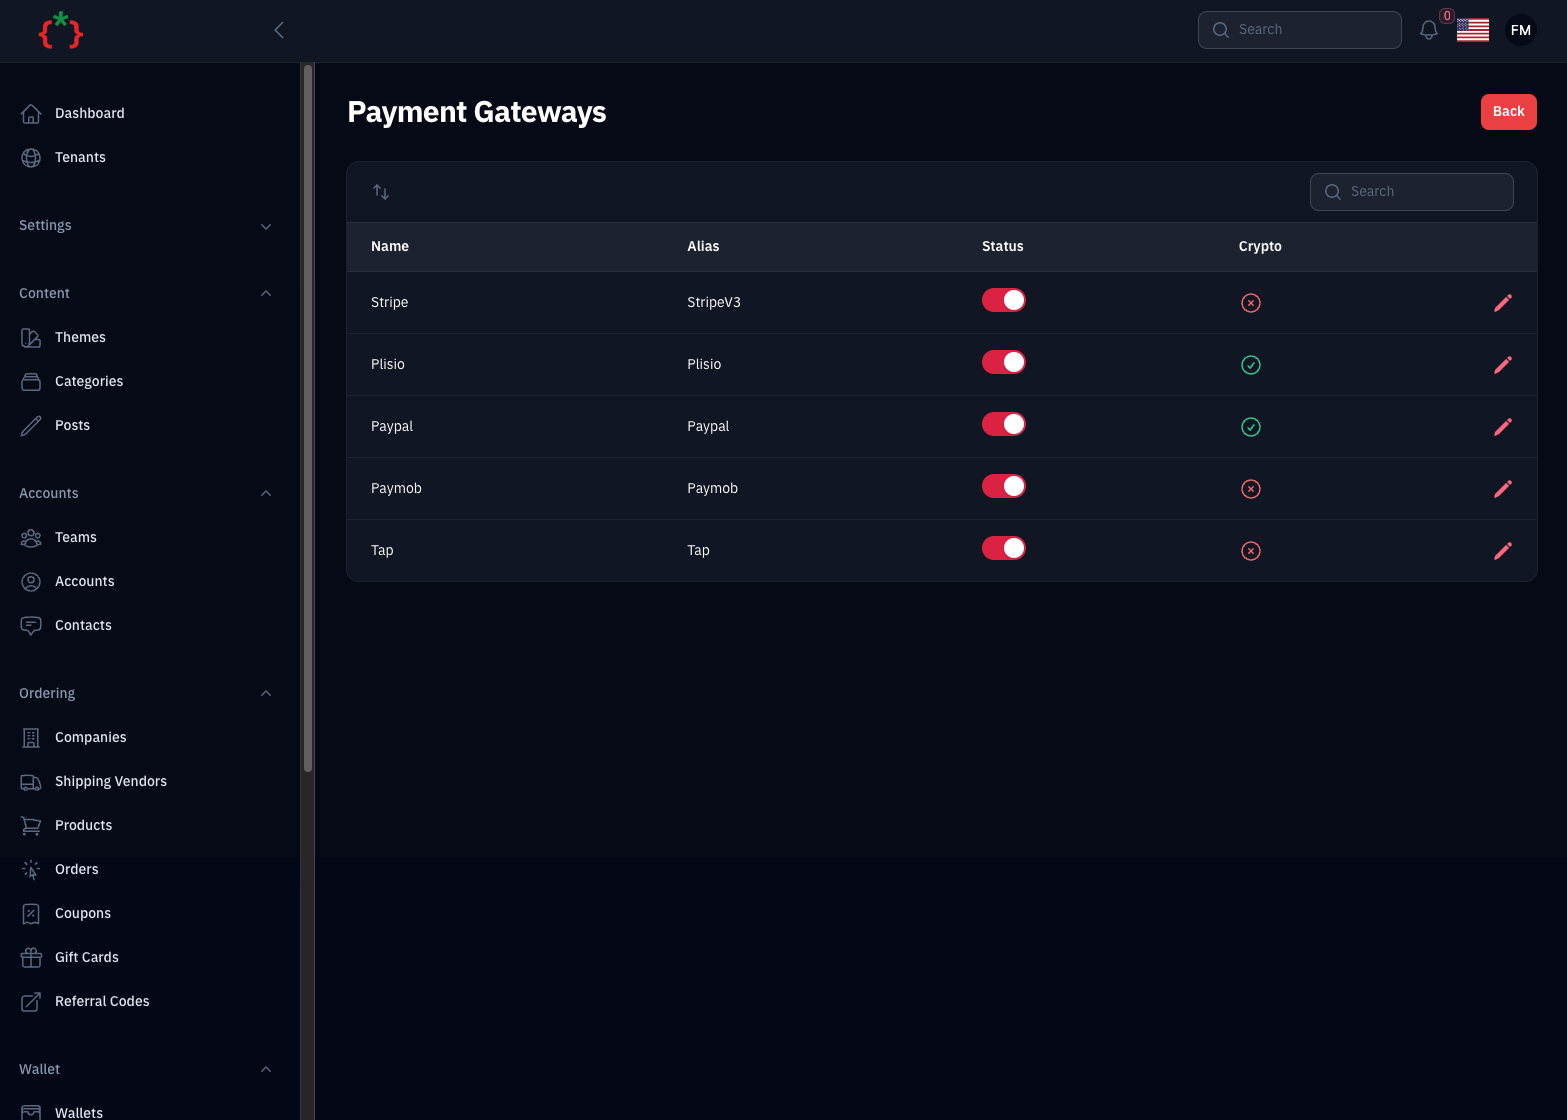 Search
0
FM
Dashboard
Tenants
Settings
Content
Themes
Categories
Posts
Accounts
Teams
Accounts
Contacts
Ordering
Companies
Shipping Vendors
Products
Orders
Coupons
Gift Cards
Referral Codes
Wallet
Wallets
Payment Gateways
Back
Search
Name Alias Status Crypto
Stripe StripeV3
Plisio Plisio
Paypal Paypal
Paymob Paymob
Tap Tap